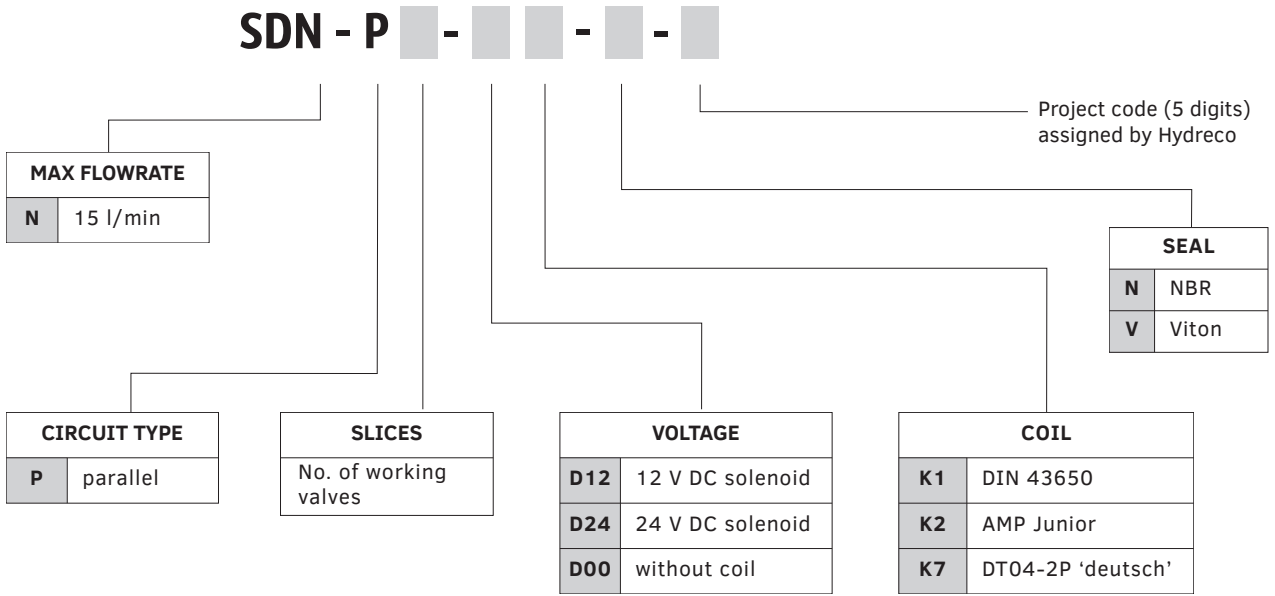 SDN - P - - -
Project code (5 digits)
assigned by Hydreco
MAX FLOWRATE
N 15 l/min
SEAL
N NBR
V Viton
CIRCUIT TYPE
P parallel
SLICES
No. of working
valves
VOLTAGE
D12 12 V DC solenoid
D24 24 V DC solenoid
D00 without coil
COIL
K1 DIN 43650
K2 AMP Junior
K7 DT04-2P ‘deutsch’